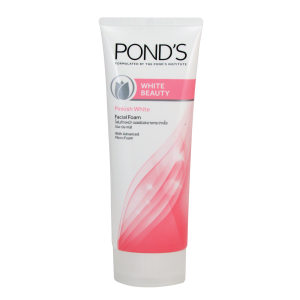 POND'S
FORMULATED BY THE POND'S INSTITUTE
WHITE
BEAUTY
Pinkish-White
Facial Foam
With Advanced
Micro-Foam